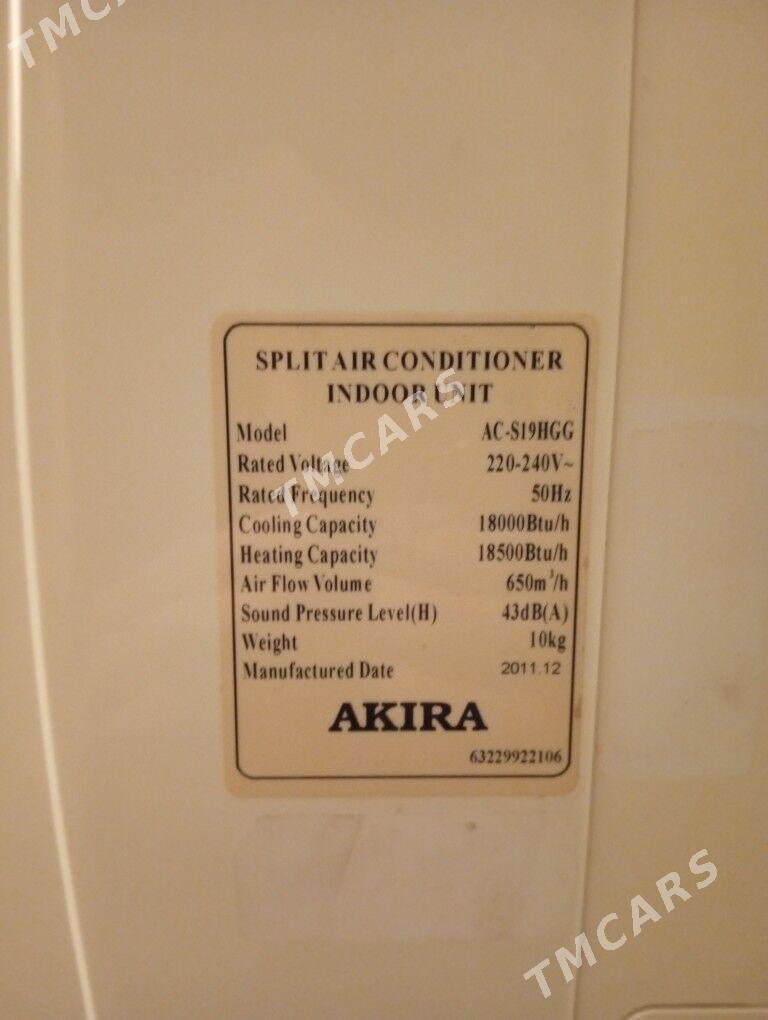 TMCARS
SPLIT AIR CONDITIONER
INDOOR UNIT
Model AC-S19HGG
Rated Voltage 220-240V~
Rated Frequency 50Hz
Cooling Capacity 18000Btu/h
Heating Capacity 18500Btu/h
Air Flow Volume 650m³/h
Sound Pressure Level(H) 43dB(A)
Weight 10kg
Manufactured Date 2011.12
AKIRA
63229922106
TMCARS
TMCARS